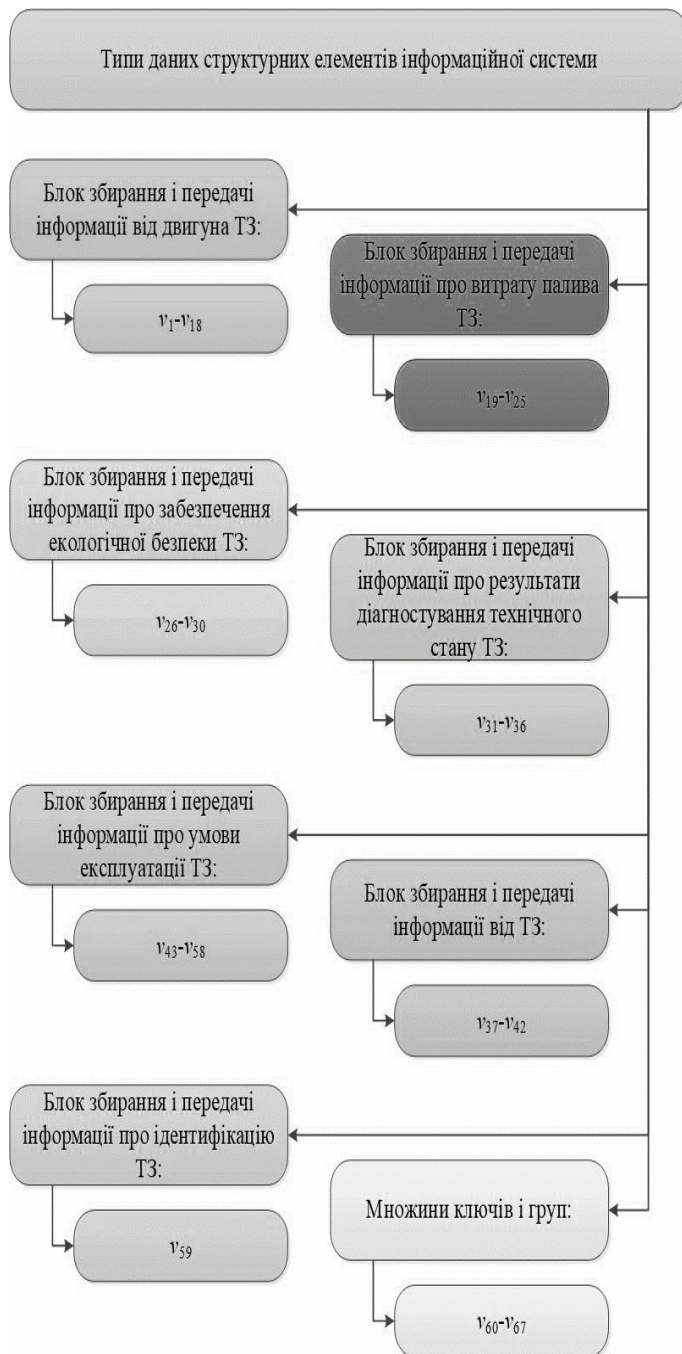 Типи даних структурних елементів інформаційної системи
Блок збирання і передачі
інформації від двигуна ТЗ:
v1-v18
Блок збирання і передачі
інформації про витрату палива
ТЗ:
v19-v25
Блок збирання і передачі
інформації про забезпечення
екологічної безпеки ТЗ:
v26-v30
Блок збирання і передачі
інформації про результати
діагностування технічного
стану ТЗ:
v31-v36
Блок збирання і передачі
інформації про умови
експлуатації ТЗ:
v43-v58
Блок збирання і передачі
інформації від ТЗ:
v37-v42
Блок збирання і передачі
інформації про ідентифікацію
ТЗ:
v59
Множини ключів і груп:
v60-v67